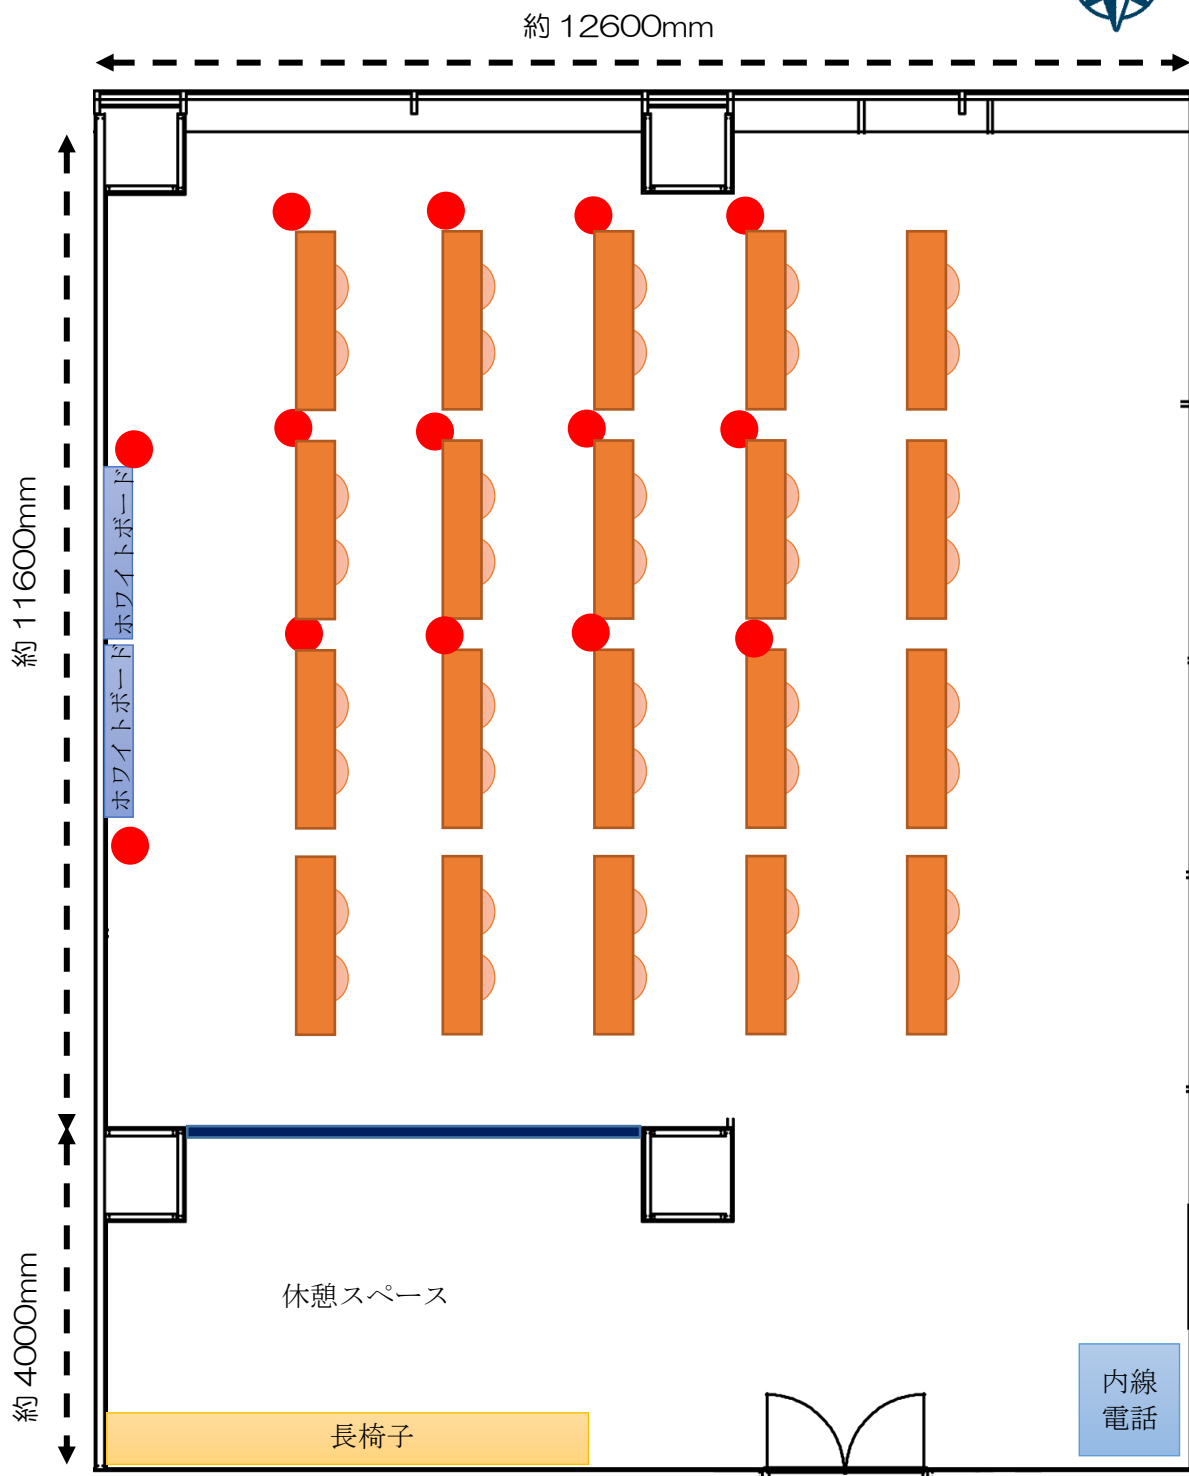 約 12600mm
約 11600mm
ホワイトボード
ホワイトボード
約 4000mm
休憩スペース
長椅子
内線
電話